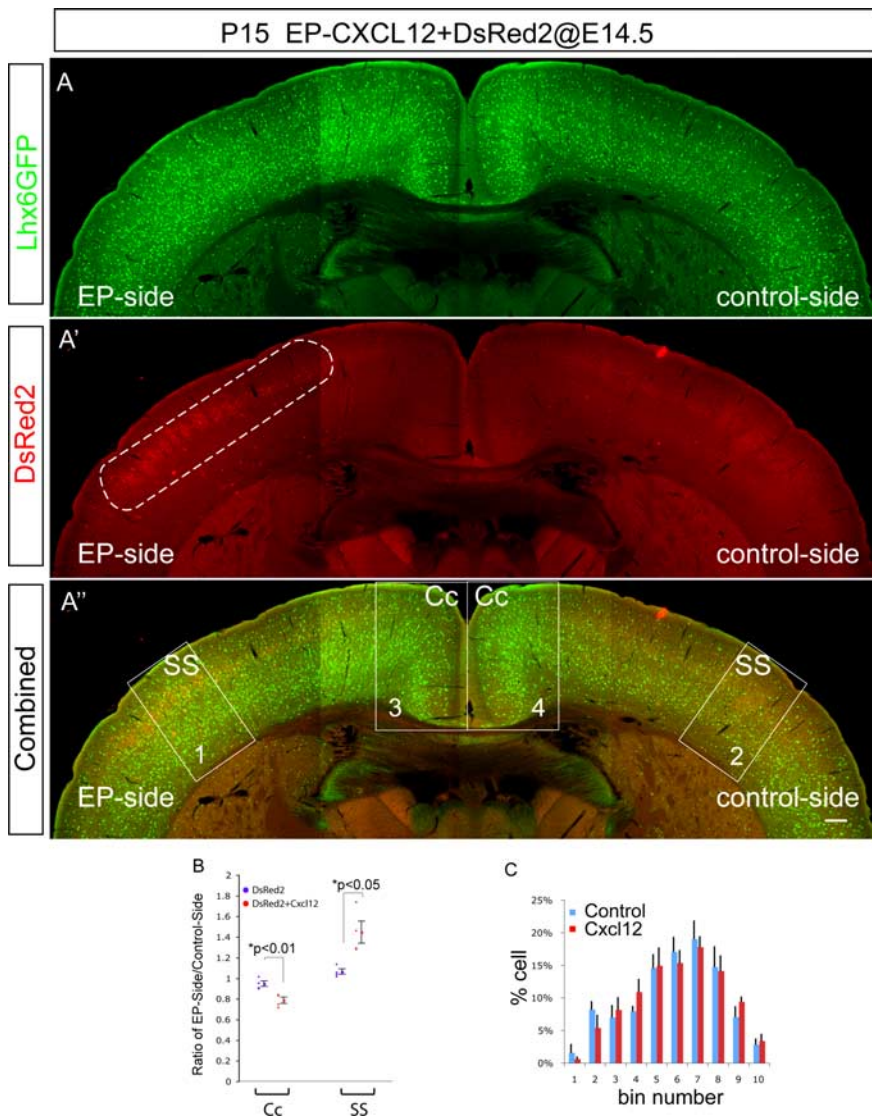 P15 EP-CXCL12+DsRed2@E14.5
Lhx6GFP
A
EP-side
control-side
DsRed2
A'
EP-side
control-side
Combined
A''
Cc Cc
SS
SS
3
4
1
2
EP-side
control-side
B
Ratio of EP-Side/Control-Side
2
1.8
1.6
1.4
1.2
1
0.8
0.6
0.4
0.2
0
DsRed2
DsRed2+Cxcl12
*p<0.05
*p<0.01
Cc
SS
C
% cell
25%
20%
15%
10%
5%
0%
Control
Cxcl12
1 2 3 4 5 6 7 8 9 10
bin number